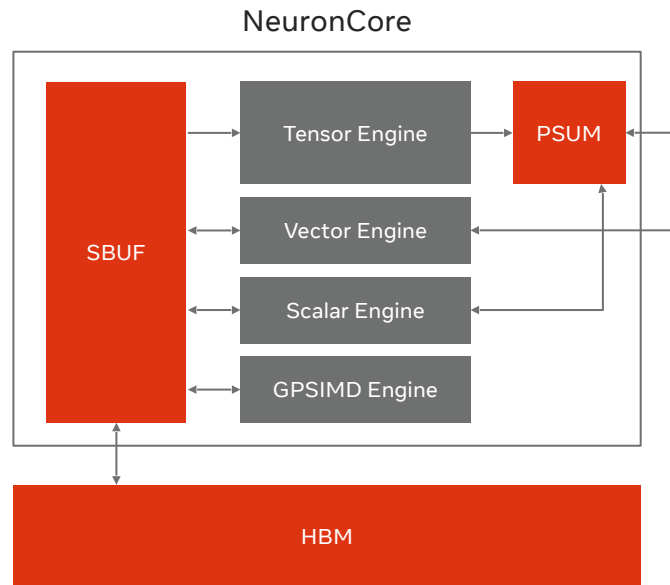 NeuronCore
SBUF
Tensor Engine
PSUM
Vector Engine
Scalar Engine
GPSIMD Engine
HBM